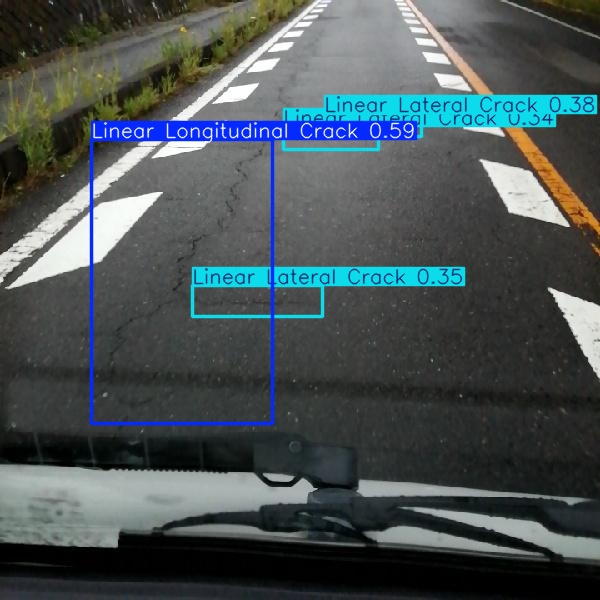 Linear Lateral Crack 0.38
Linear Lateral Crack 0.34
Linear Longitudinal Crack 0.59
Linear Lateral Crack 0.35